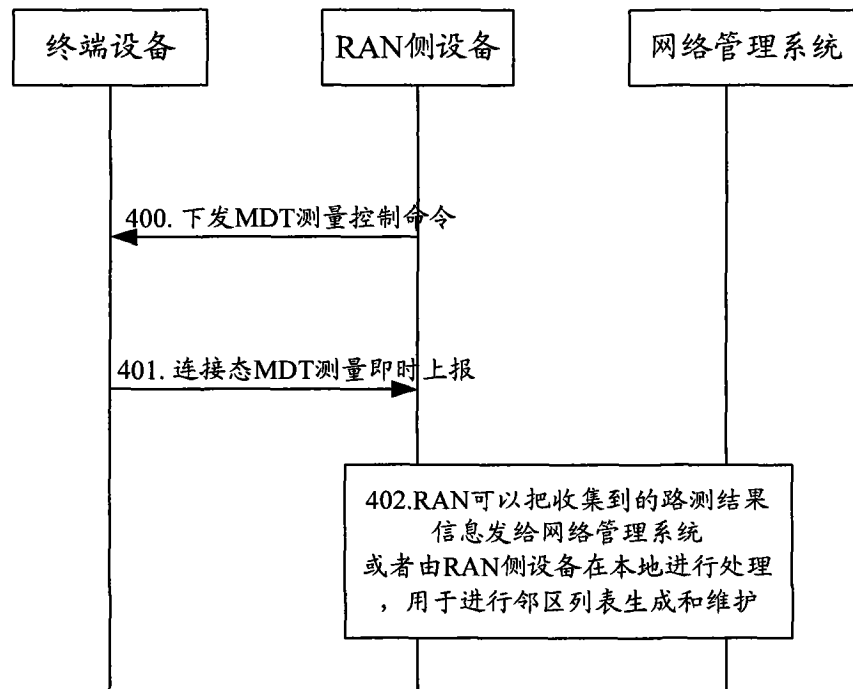 终端设备
RAN侧设备
网络管理系统
400. 下发MDT测量控制命令
401. 连接态MDT测量即时上报
402.RAN可以把收集到的路测结果
信息发给网络管理系统
或者由RAN侧设备在本地进行处理
，用于进行邻区列表生成和维护